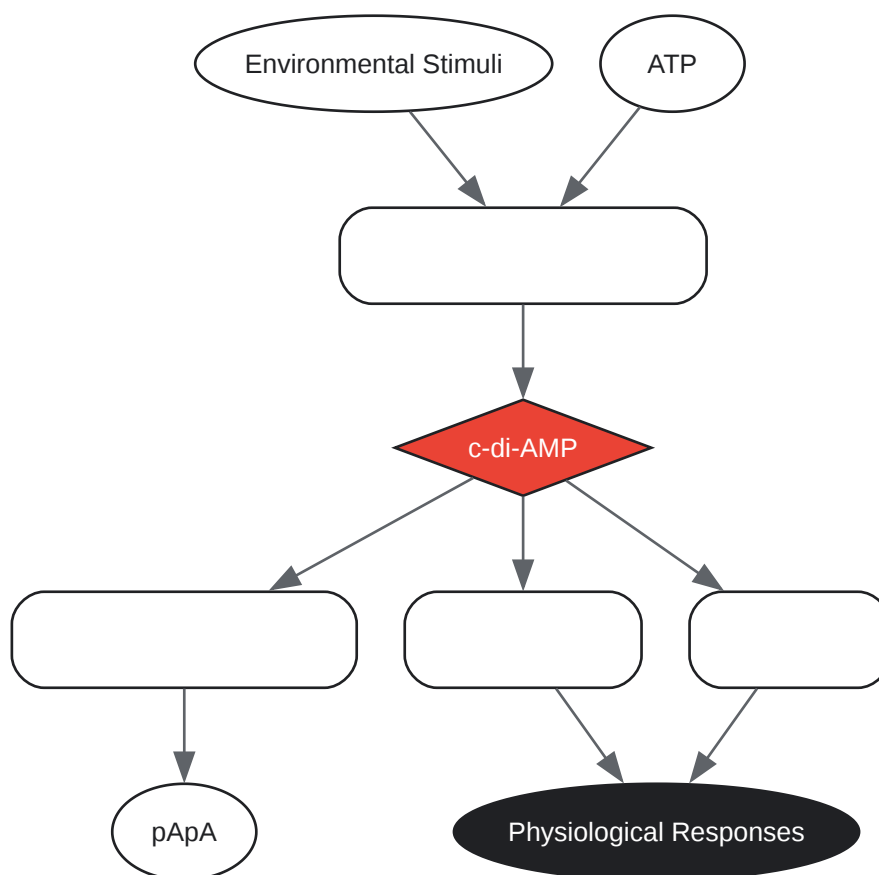 Environmental Stimuli
ATP
c-di-AMP
pApA
Physiological Responses